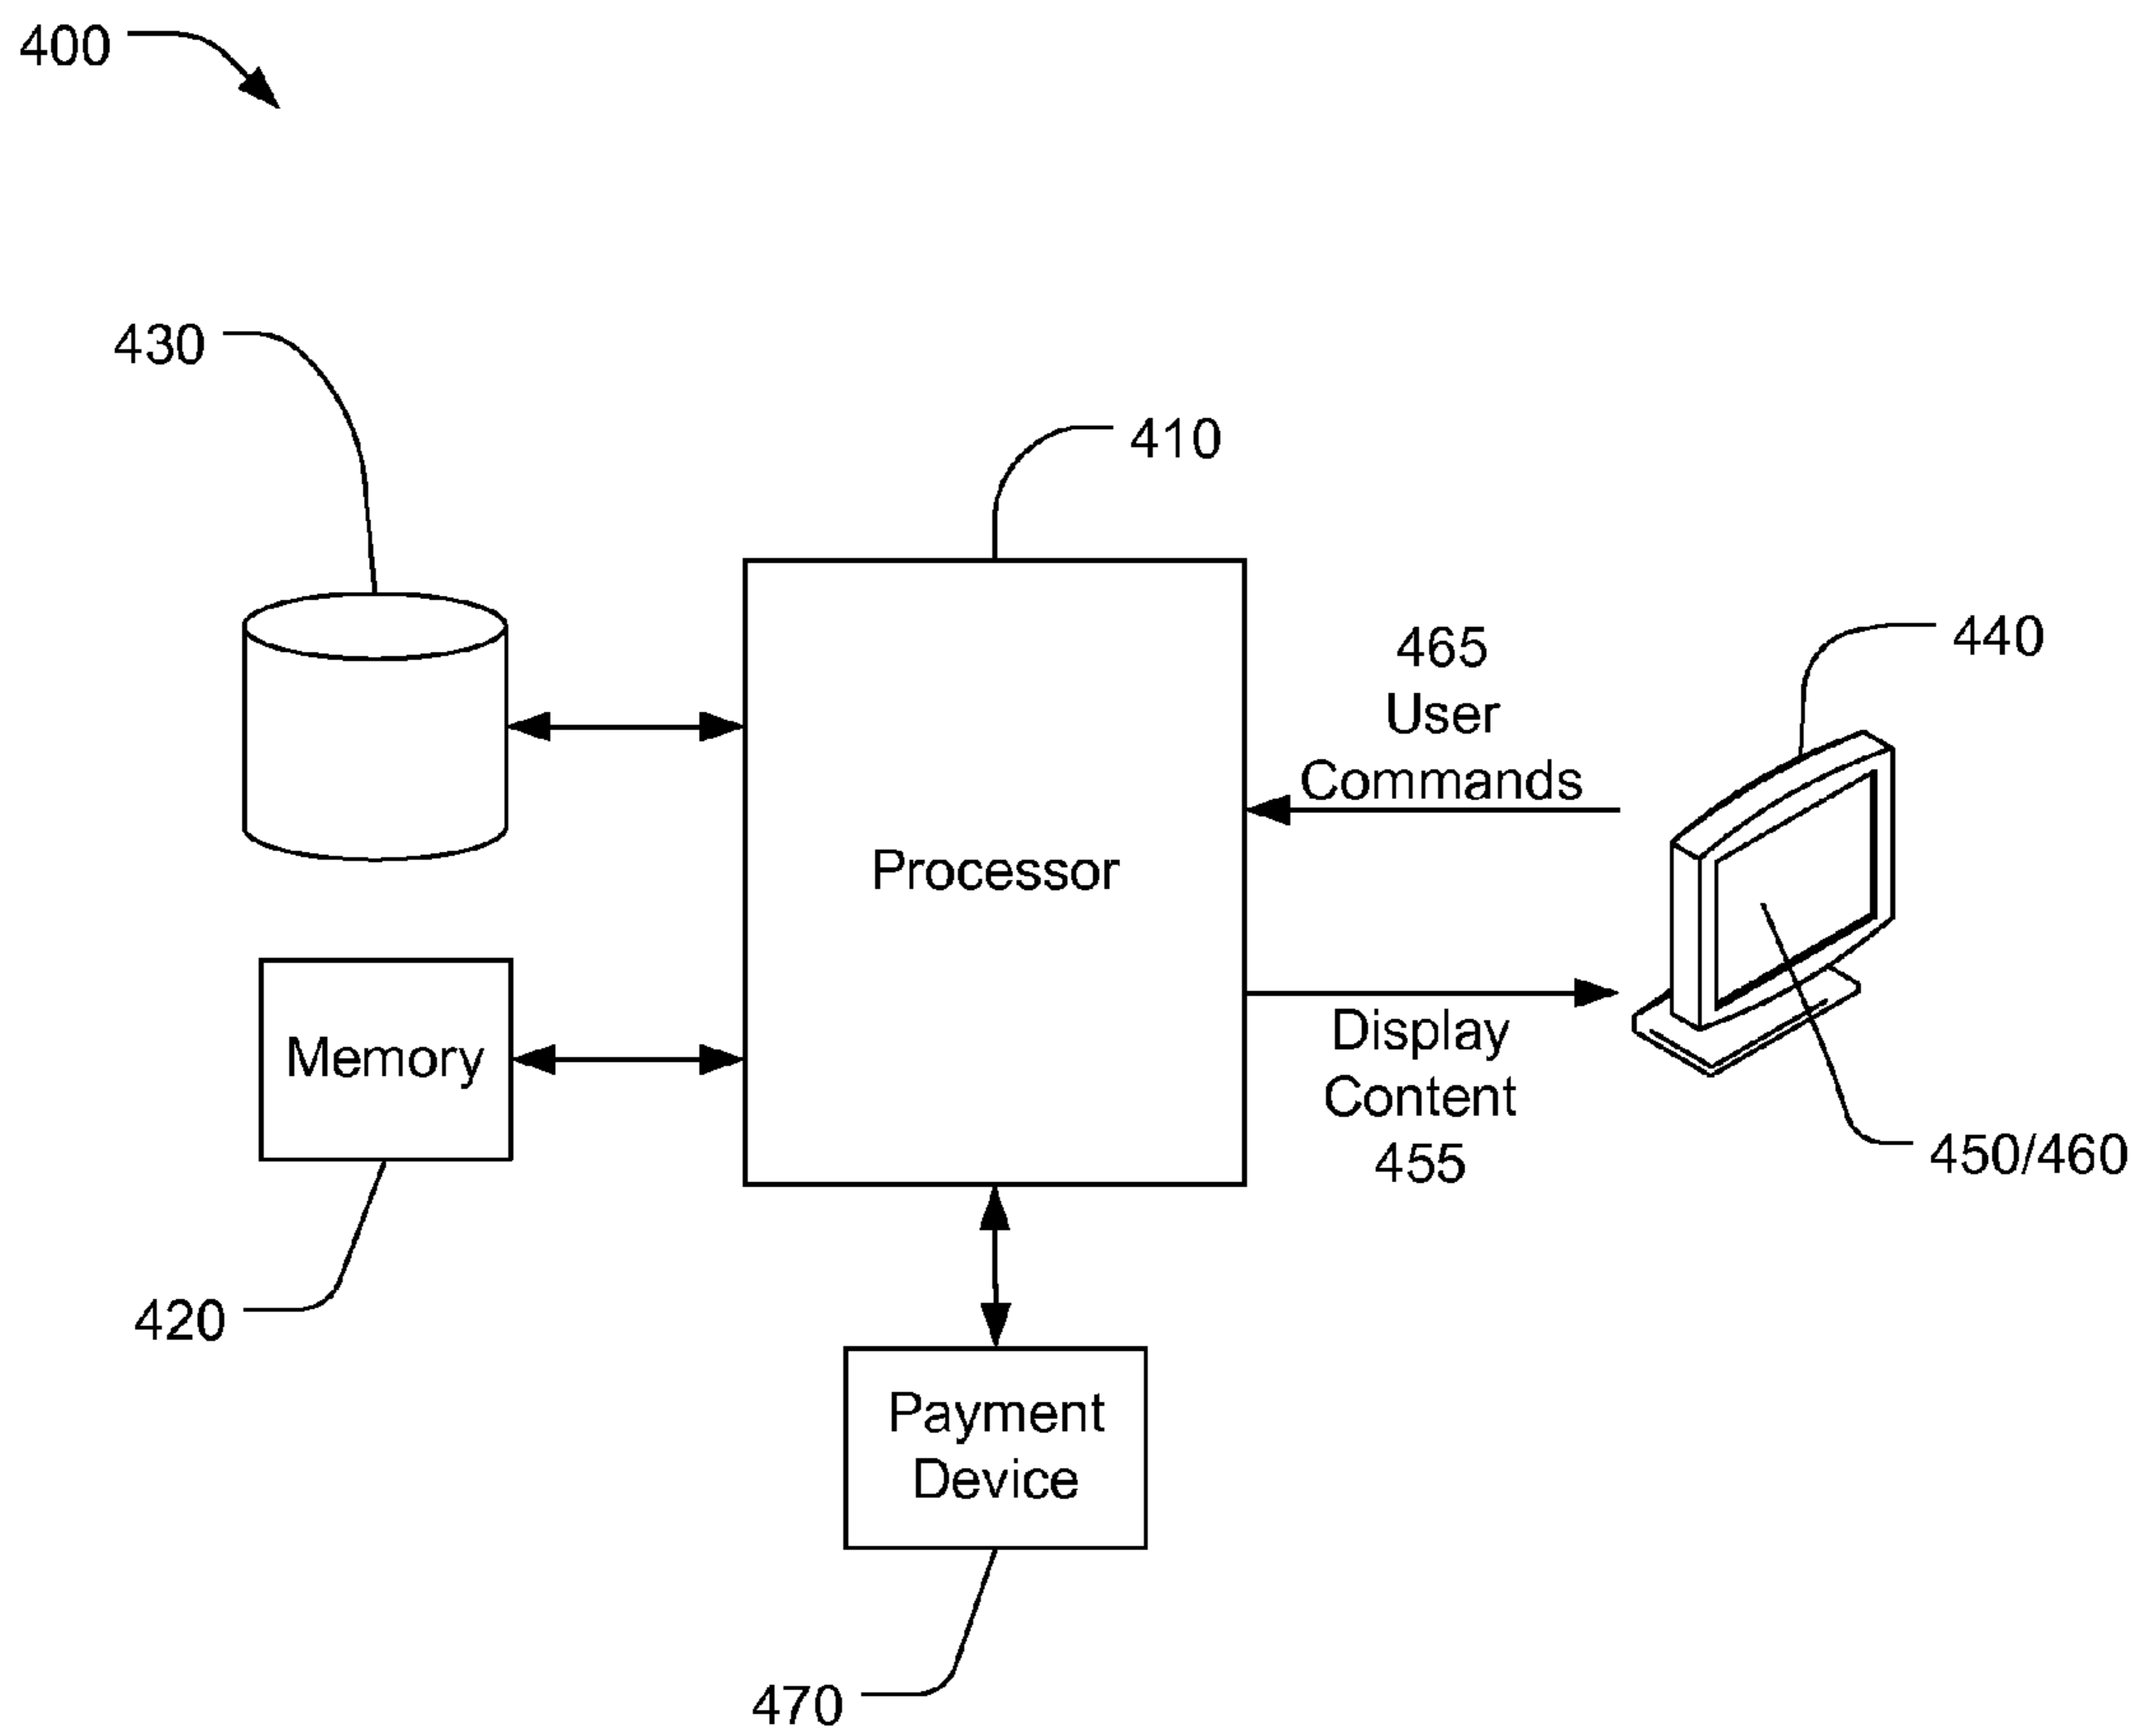 400
430
410
465
User
Commands
440
Processor
Memory
Display
Content
455
450/460
420
Payment
Device
470